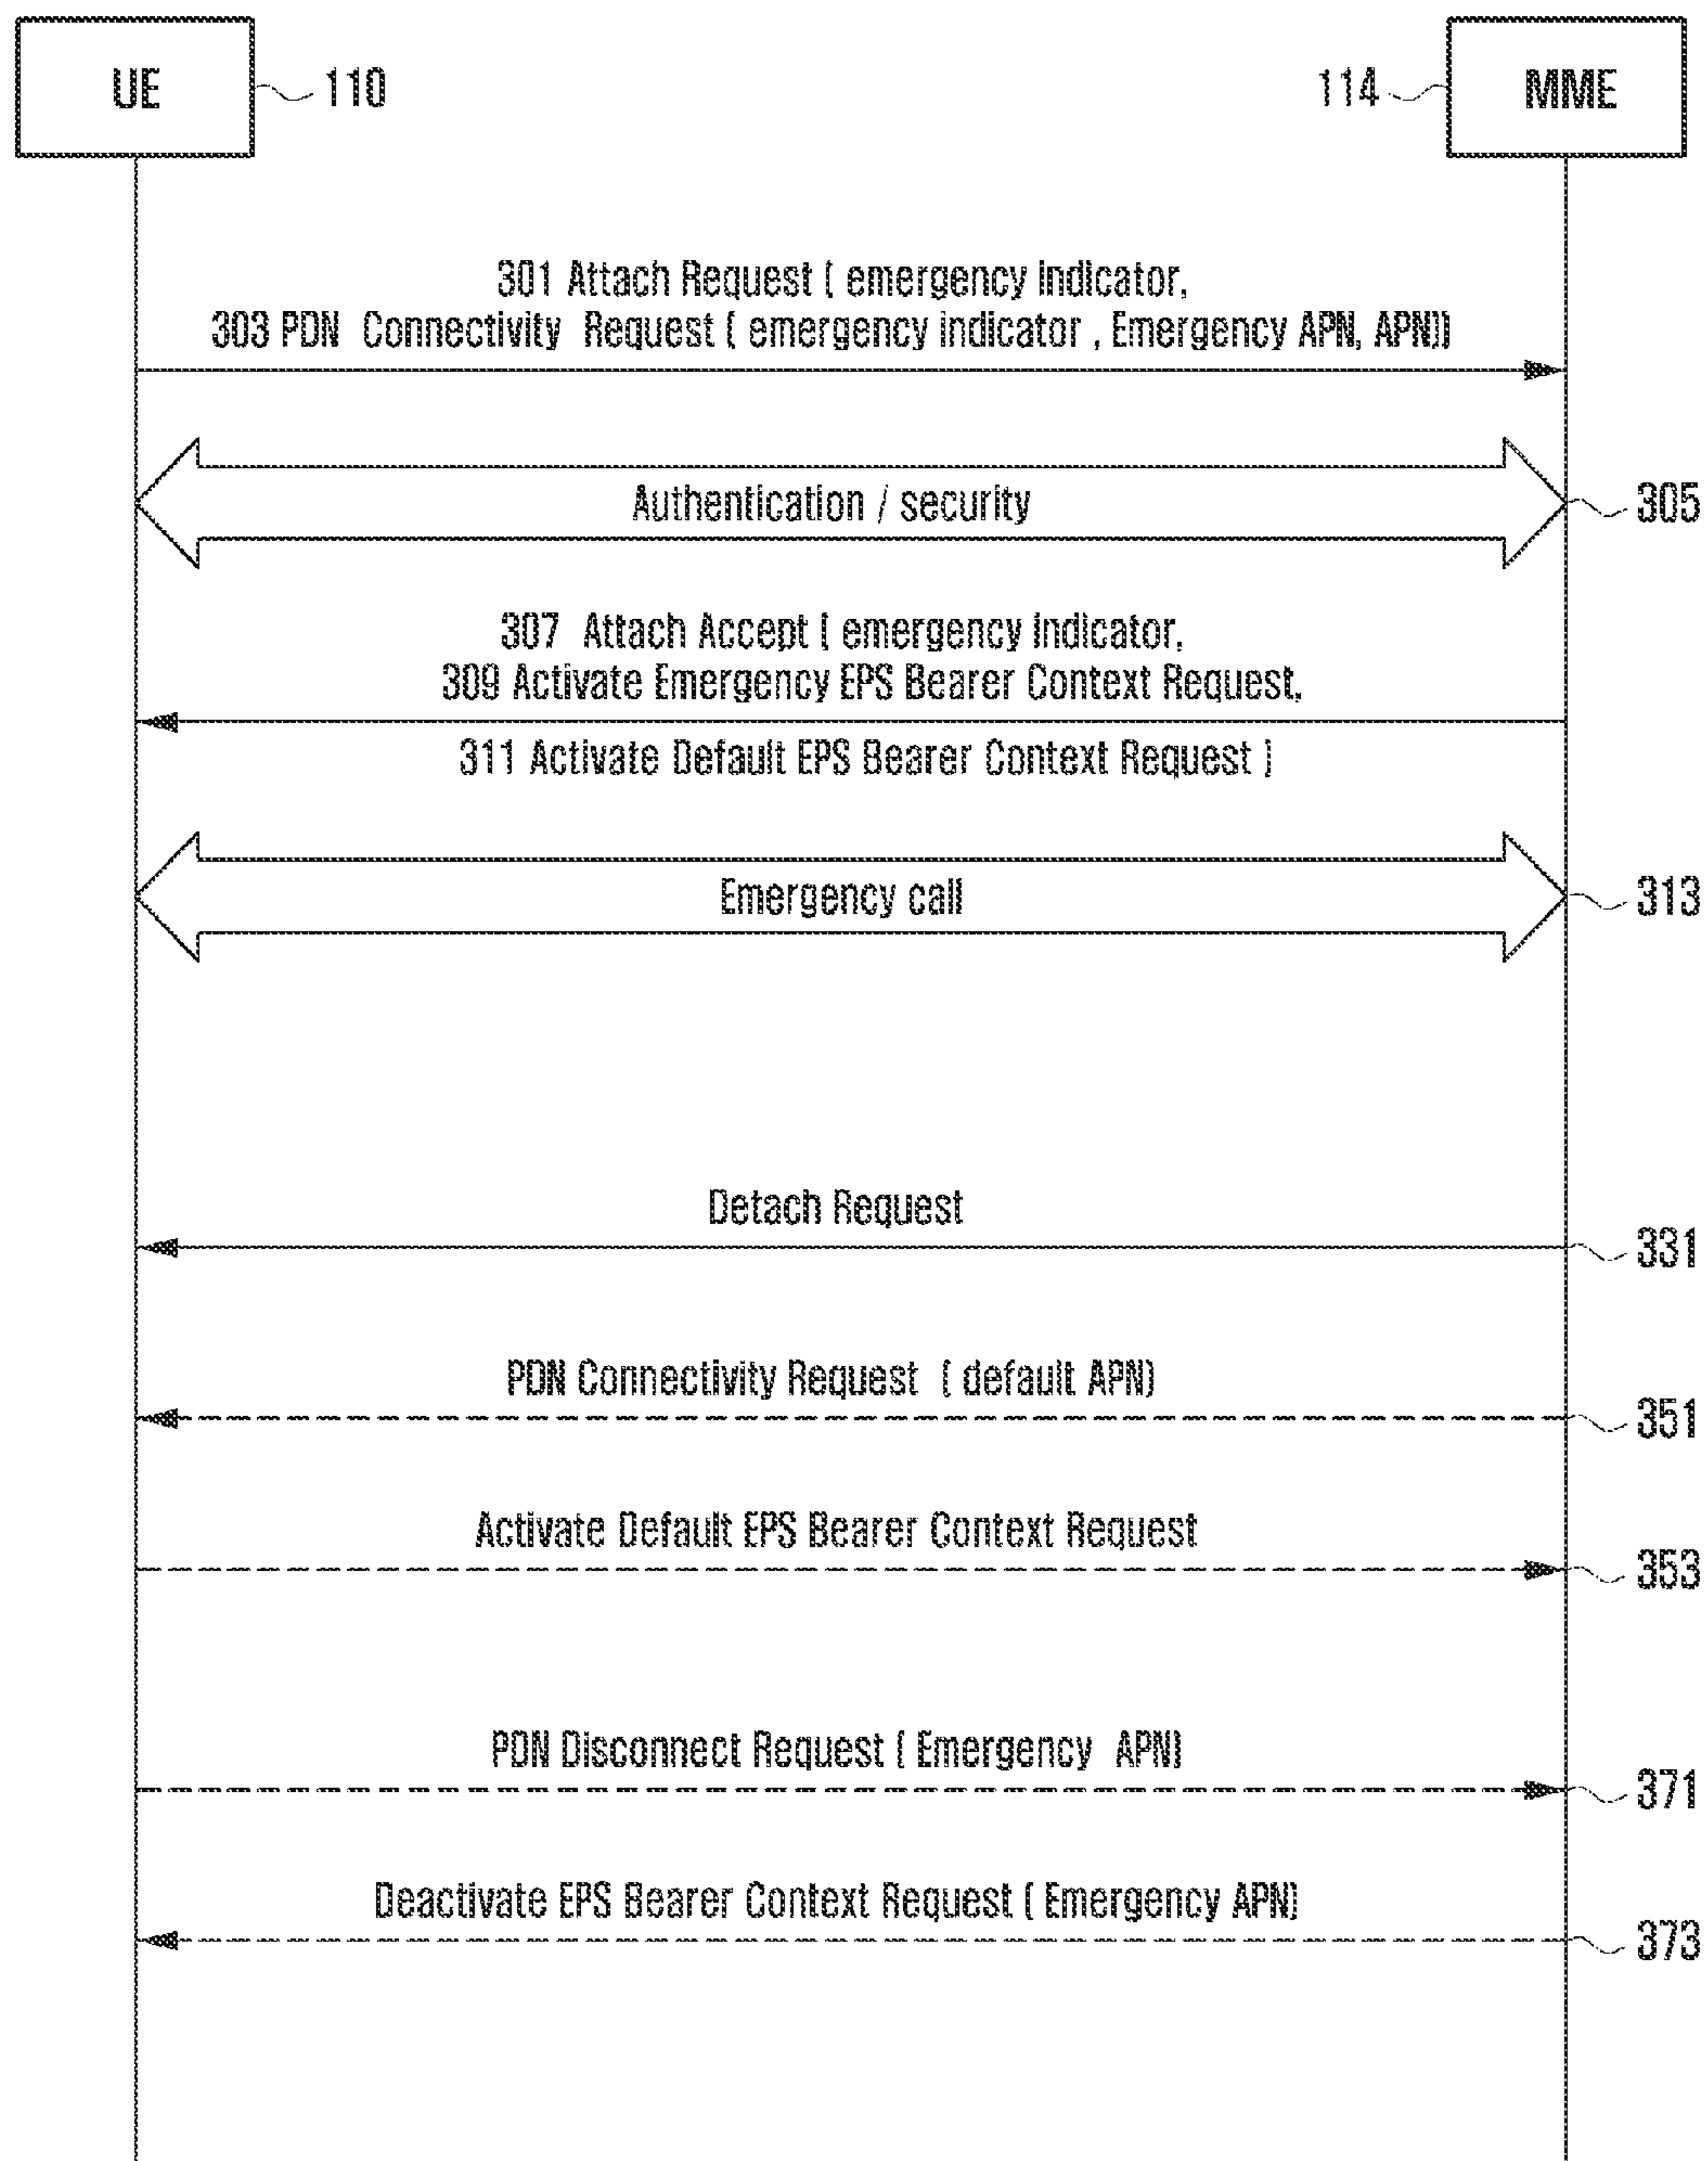 UE
110
114
MME
301 Attach Request ( emergency indicator,
303 PDN Connectivity Request ( emergency indicator , Emergency APN, APN))
Authentication / security
305
307 Attach Accept ( emergency indicator,
309 Activate Emergency EPS Bearer Context Request,
311 Activate Default EPS Bearer Context Request )
Emergency call
313
Detach Request
331
PDN Connectivity Request ( default APN)
351
Activate Default EPS Bearer Context Request
353
PDN Disconnect Request ( Emergency APN)
371
Deactivate EPS Bearer Context Request ( Emergency APN)
373